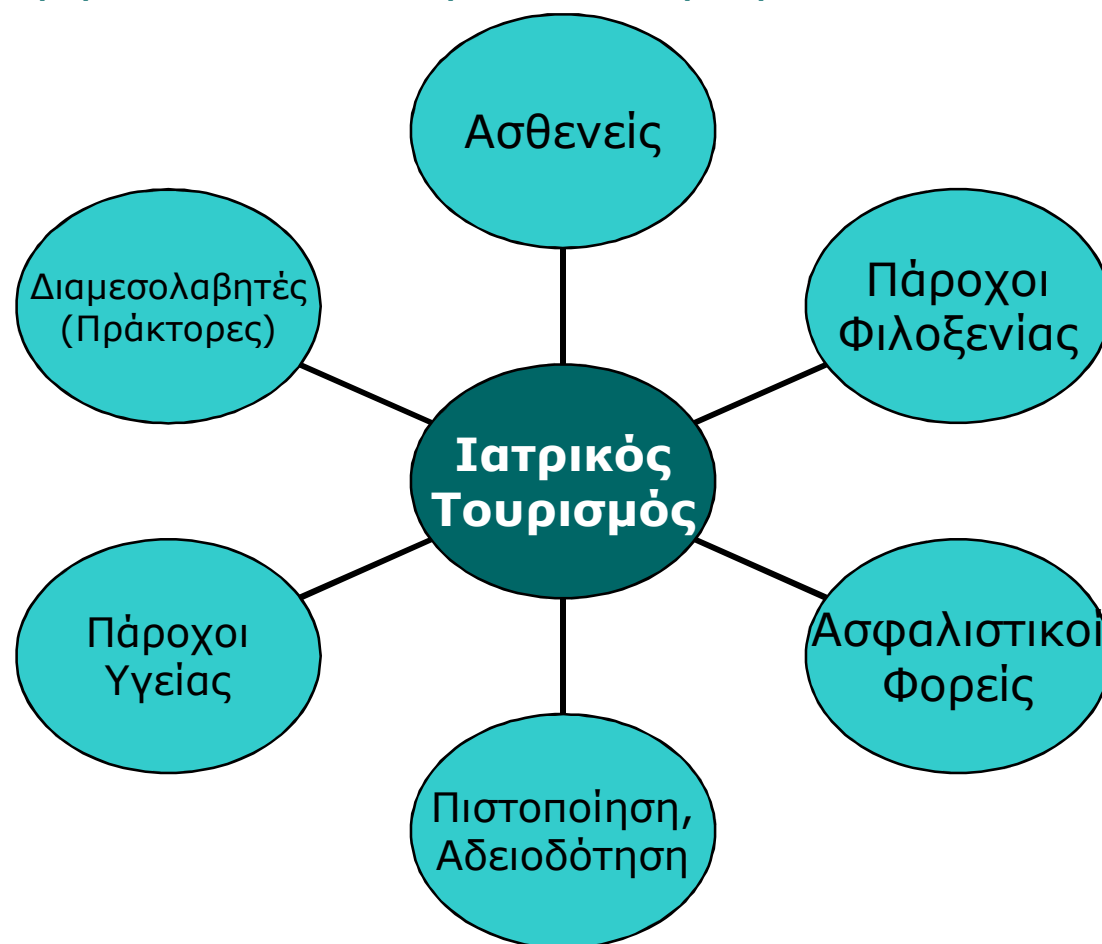 Ασθενείς
Πάροχοι
Φιλοξενίας
Ασφαλιστικοί
Φορείς
Πιστοποίηση,
Αδειοδότηση
Πάροχοι
Υγείας
Διαμεσολαβητές
(Πράκτορες)
Ιατρικός
Τουρισμός